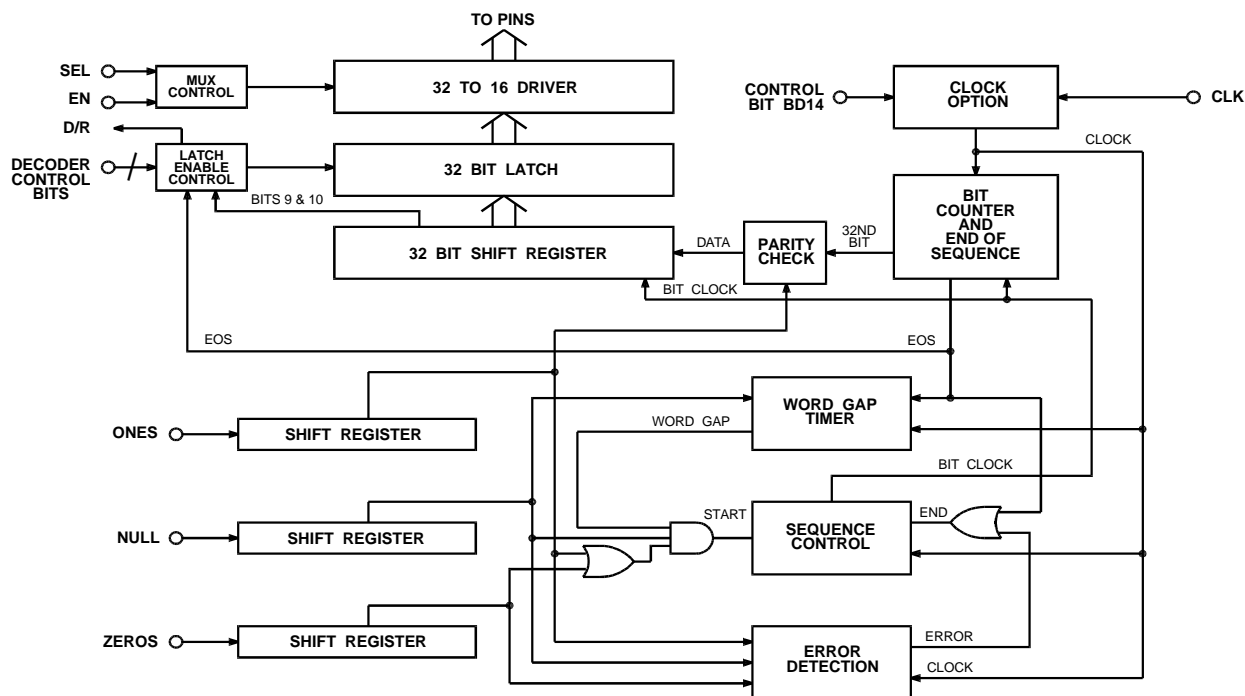 TO PINS
SEL
MUX
CONTROL
EN
32 TO 16 DRIVER
CONTROL
BIT BD14
CLOCK
OPTION
CLK
D/R
DECODER
CONTROL
BITS
LATCH
ENABLE
CONTROL
32 BIT LATCH
CLOCK
BITS 9 & 10
BIT
COUNTER
AND
END OF
SEQUENCE
32 BIT SHIFT REGISTER
DATA
PARITY
CHECK
32ND
BIT
BIT CLOCK
EOS
EOS
ONES
SHIFT REGISTER
WORD GAP
WORD GAP
TIMER
BIT CLOCK
NULL
SHIFT REGISTER
START
SEQUENCE
CONTROL
END
ZEROS
SHIFT REGISTER
ERROR
DETECTION
ERROR
CLOCK